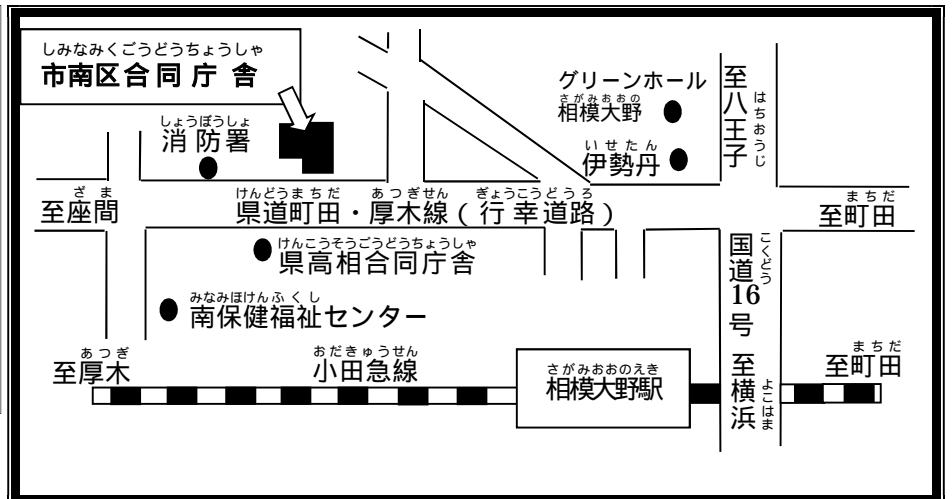 しみなみくごうどうちょうしゃ
市南区合同庁舎
しょうぼうしょ
消防署
グリーンホール
さがみおおの
相模大野
いせたん
伊勢丹
至八王子
はちおうじ
ざま
至座間
けんどうまちだ・あつぎせん(ぎょうこうどうろ)
県道町田・厚木線(行幸道路)
まちだ
至町田
けんこうそうごうどうちょうしゃ
県高相合同庁舎
国道16号
こくどう
みなみほけんふくし
南保健福祉センター
あつぎ
至厚木
おだきゅうせん
小田急線
さがみおおのえき
相模大野駅
至横浜
よこはま
まちだ
至町田